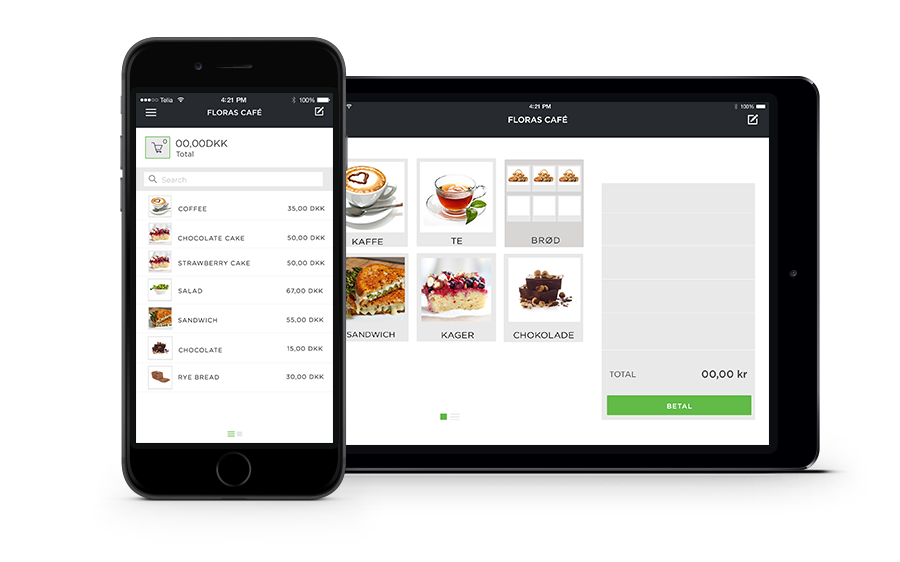 Telia 4:21 PM 100%
FLORAS CAFÉ
0
00,00DKK
Total
Search
COFFEE 35,00 DKK
CHOCOLATE CAKE 50,00 DKK
STRAWBERRY CAKE 50,00 DKK
SALAD 67,00 DKK
SANDWICH 55,00 DKK
CHOCOLATE 15,00 DKK
RYE BREAD 30,00 DKK
4:21 PM 100%
FLORAS CAFÉ
KAFFE TE BRØD
SANDWICH KAGER CHOKOLADE
TOTAL 00,00 kr
BETAL